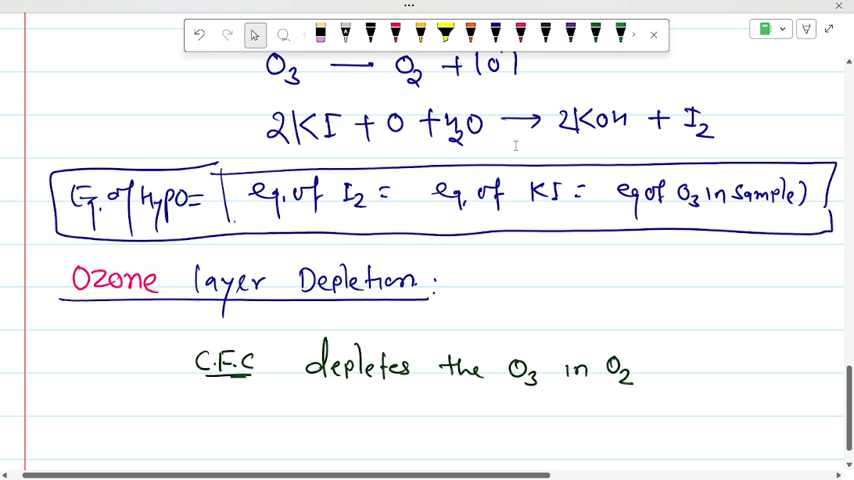 O₃ → O₂ + [O]
2KI + O + H₂O → 2KOH + I₂
Eq. of Hypo = eq. of I₂ = eq. of KI = eq of O₃ in sample)
Ozone layer Depletion:
C.F.C depletes the O₃ in O₂